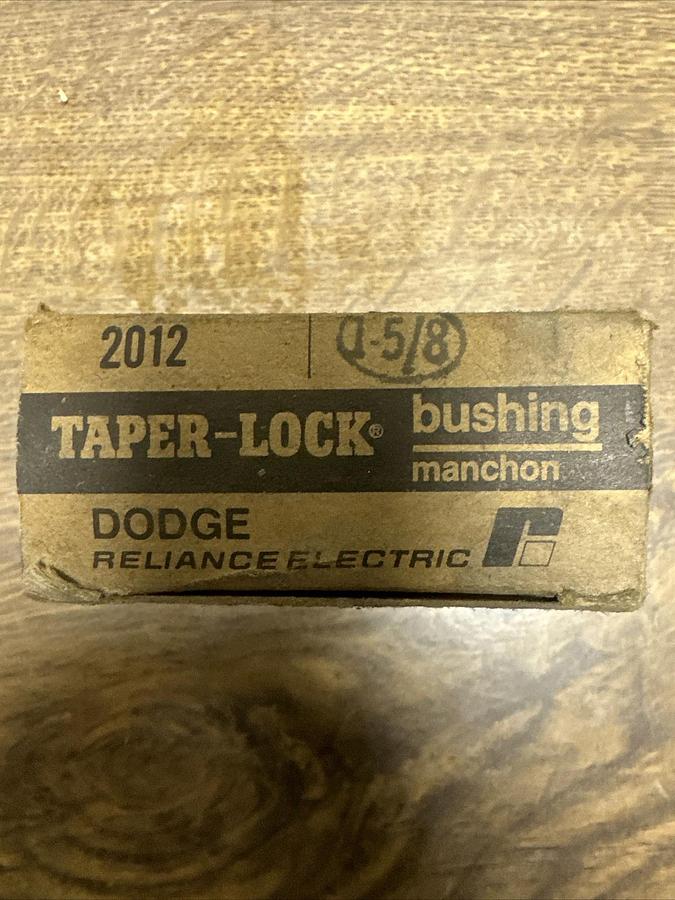 2012 1-5/8
TAPER-LOCK® bushing
manchon
DODGE
RELIANCE ELECTRIC